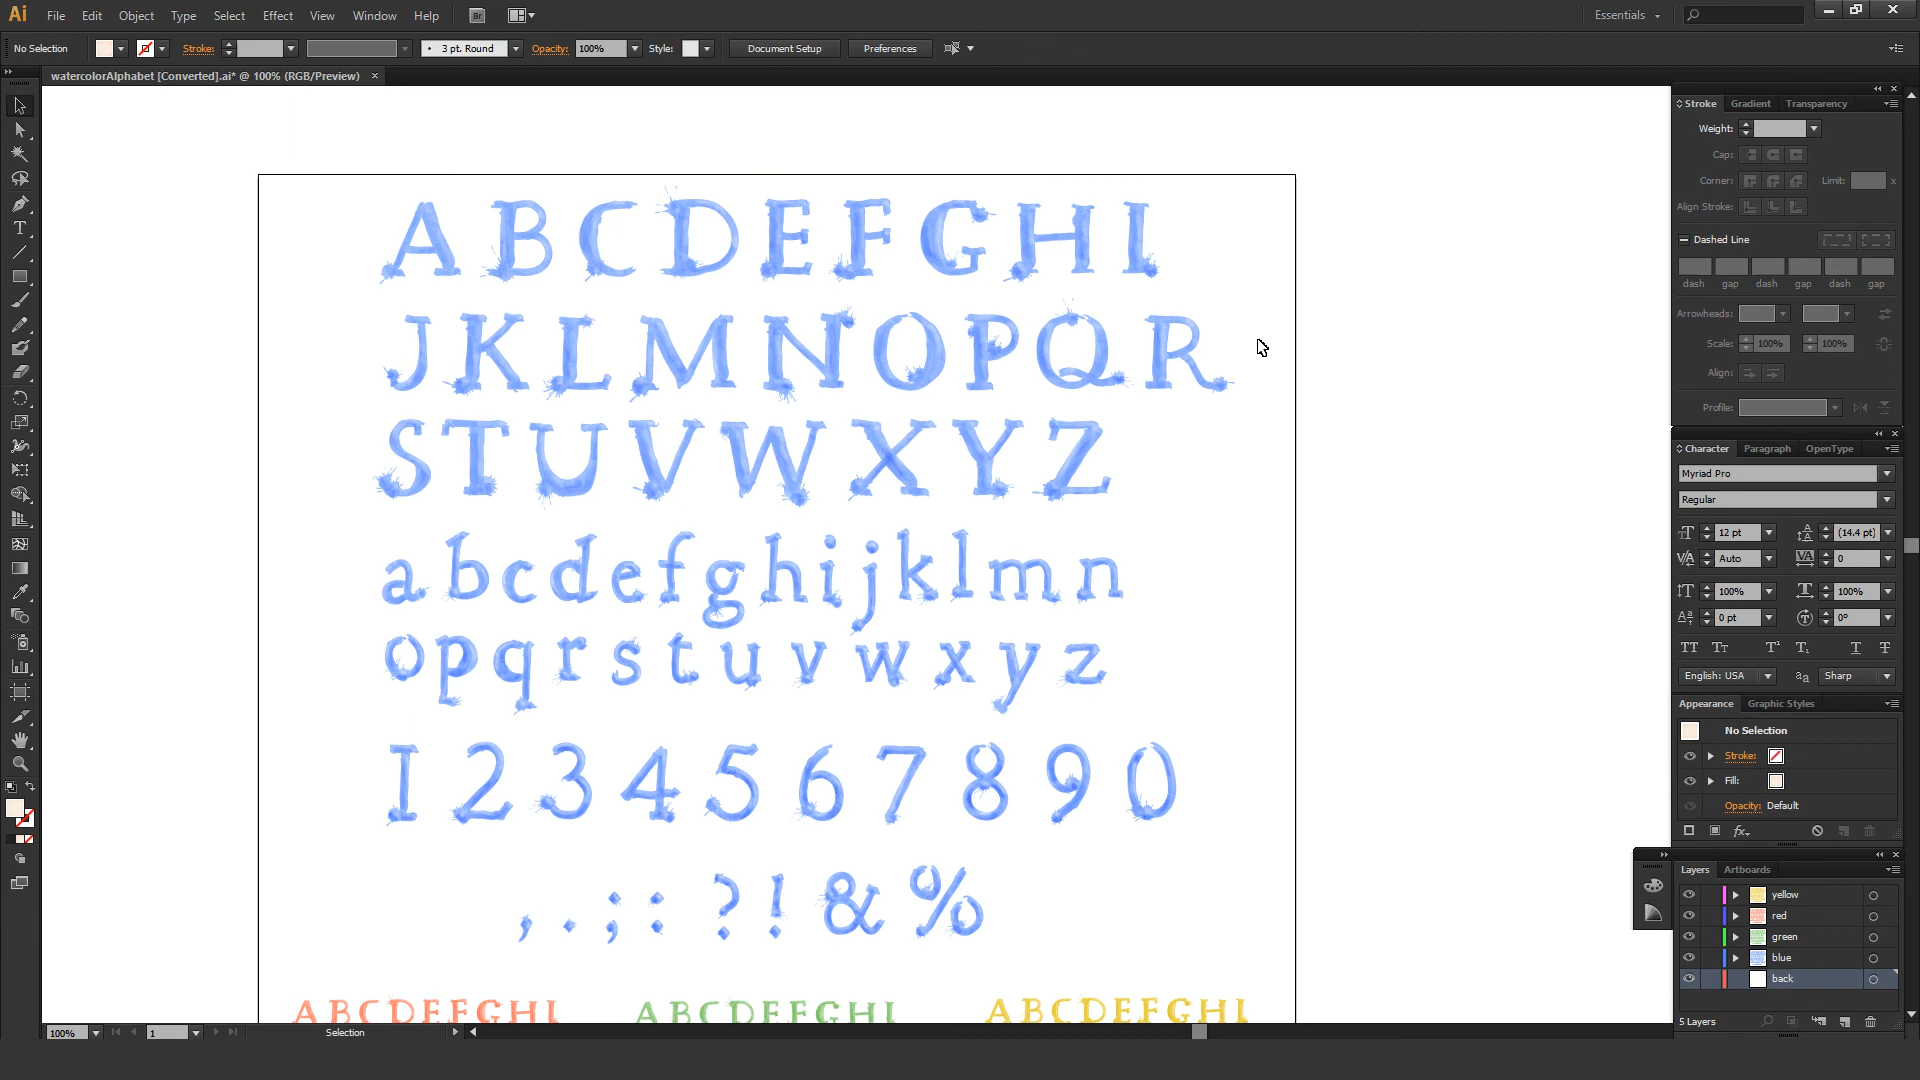 Ai File Edit Object Type Select Effect View Window Help Br Essentials
No Selection Stroke: 3 pt. Round Opacity: 100% Style: Document Setup Preferences
watercolorAlphabet [Converted].ai* @ 100% (RGB/Preview)
A B C D E F G H I
J K L M N O P Q R
S T U V W X Y Z
a b c d e f g h i j k l m n
o p q r s t u v w x y z
1 2 3 4 5 6 7 8 9 0
, . ; : ? ! & %
A B C D E F G H I
A B C D E F G H I
A B C D E F G H I
100% 1 Selection
Stroke Gradient Transparency
Weight:
Cap:
Corner: Limit: x
Align Stroke:
Dashed Line
dash gap dash gap dash gap
Arrowheads:
Scale: 100% 100%
Align:
Profile:
Character Paragraph OpenType
Myriad Pro
Regular
12 pt (14.4 pt)
Auto 0
100% 100%
0 pt 0°
English: USA Sharp
Appearance Graphic Styles
No Selection
Stroke:
Fill:
Opacity: Default
fx
Layers Artboards
yellow
red
green
blue
back
5 Layers